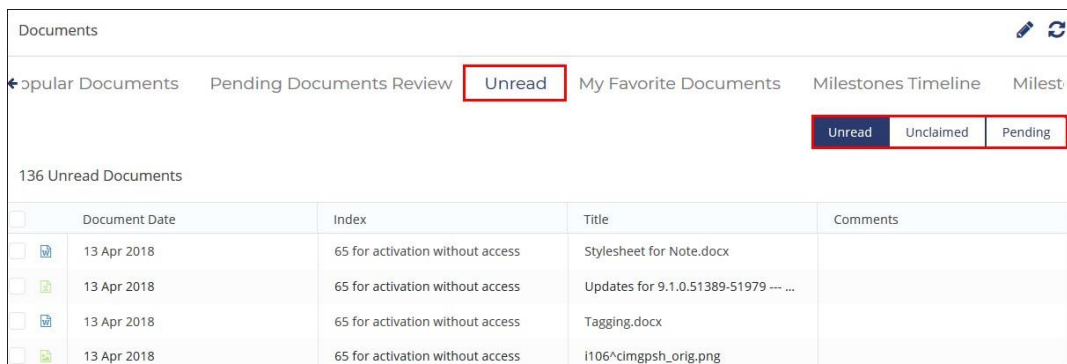 Documents
opular Documents Pending Documents Review Unread My Favorite Documents Milestones Timeline Milest
Unread Unclaimed Pending
136 Unread Documents
Document Date Index Title Comments
13 Apr 2018 65 for activation without access Stylesheet for Note.docx
13 Apr 2018 65 for activation without access Updates for 9.1.0.51389-51979 --- ...
13 Apr 2018 65 for activation without access Tagging.docx
13 Apr 2018 65 for activation without access i106^cimgpsh_orig.png